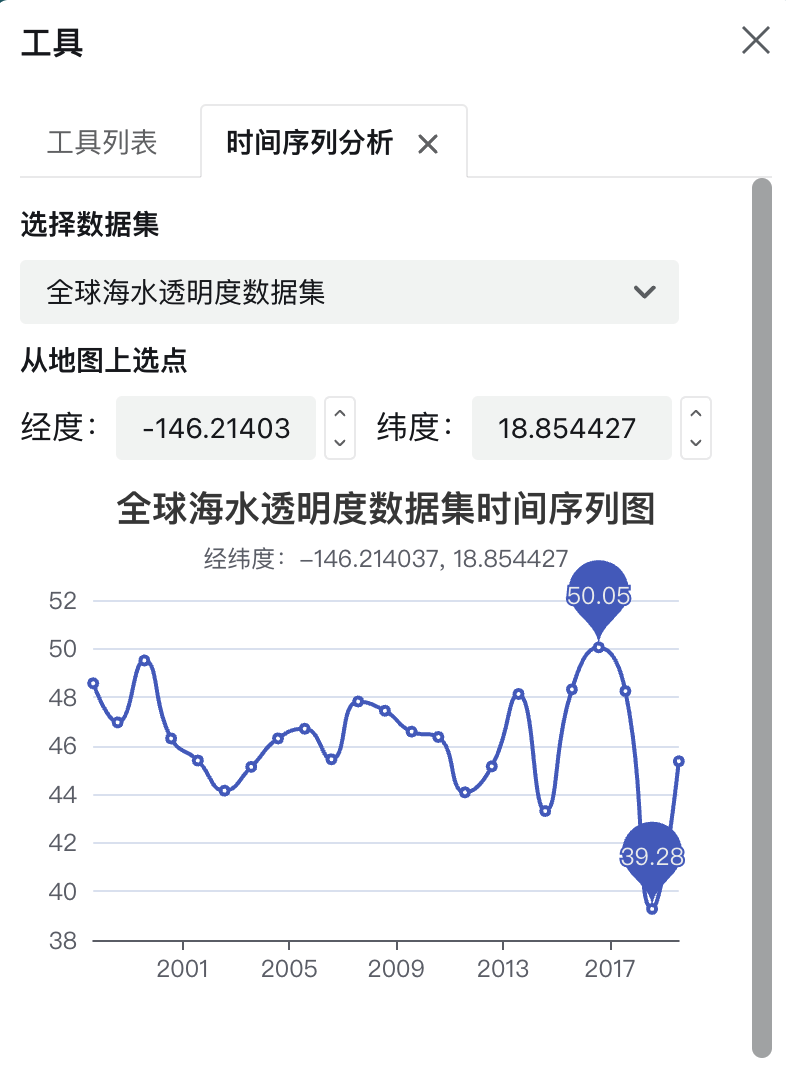 工具
工具列表 时间序列分析
选择数据集
全球海水透明度数据集
从地图上选点
经度： -146.21403 纬度： 18.854427
全球海水透明度数据集时间序列图
经纬度：−146.214037, 18.854427
50.05
52
50
48
46
44
42
39.28
40
38
2001 2005 2009 2013 2017